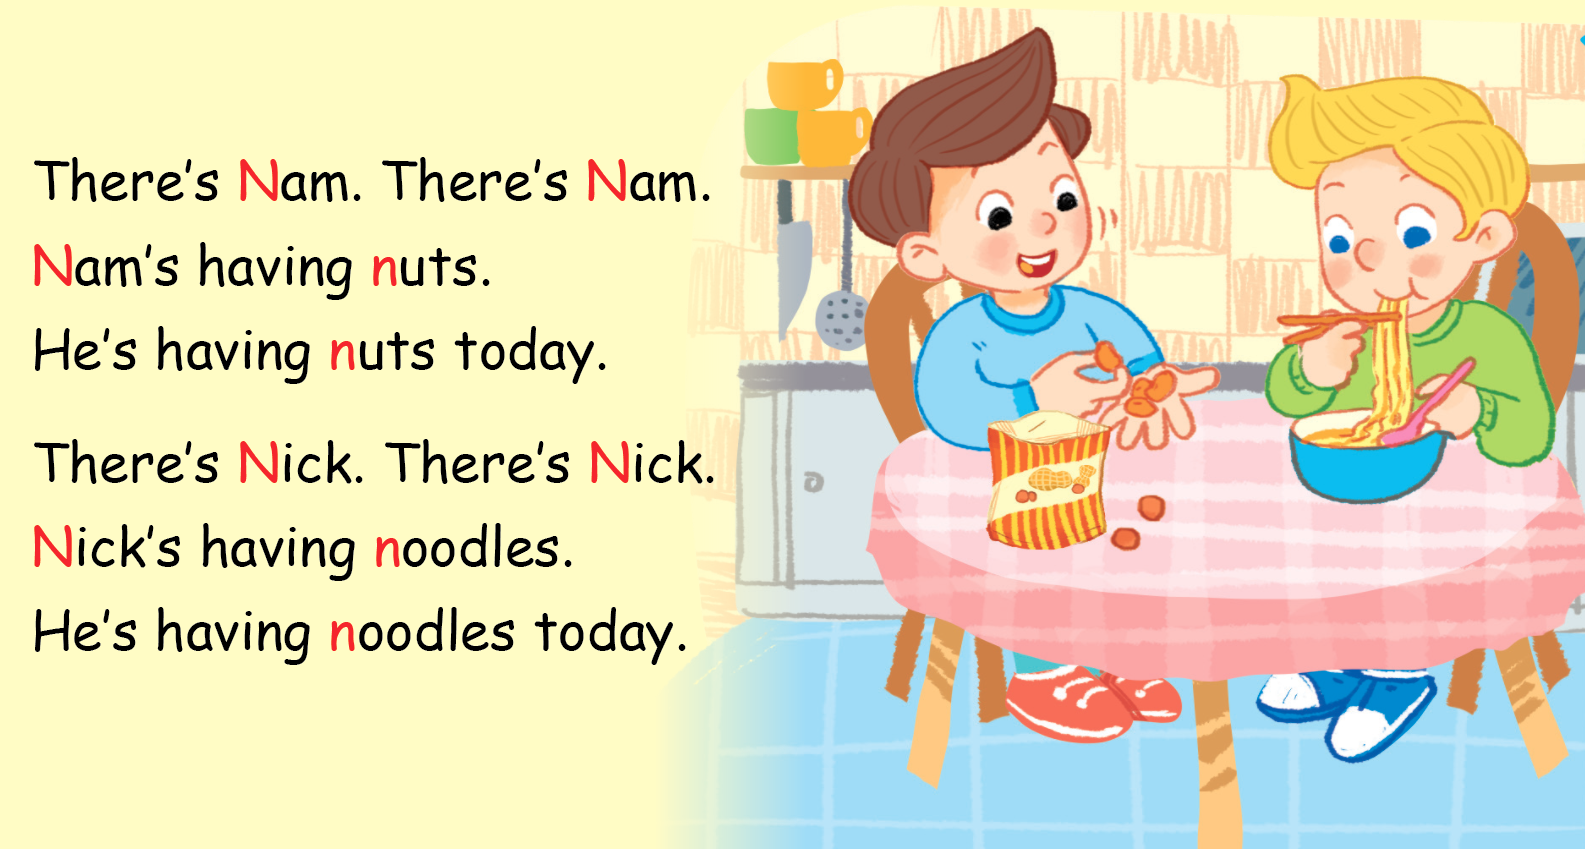 There’s Nam. There’s Nam.
Nam’s having nuts.
He’s having nuts today.
There’s Nick. There’s Nick.
Nick’s having noodles.
He’s having noodles today.